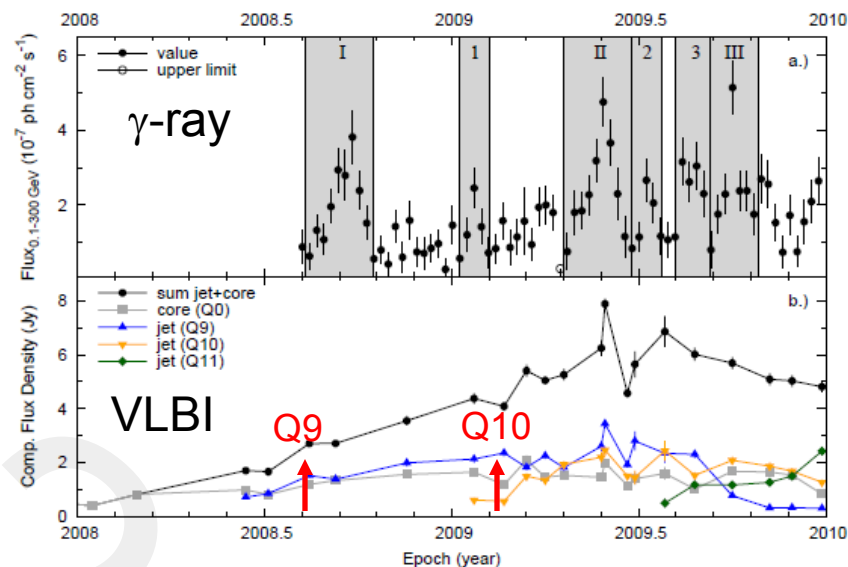 2008 2008.5 2009 2009.5 2010
I 1 II 2 3 III
value
upper limit
a.)
γ-ray
Flux0.1-300 GeV (10-7 ph cm-2 s-1)
6
4
2
sum jet+core
core (Q0)
jet (Q9)
jet (Q10)
jet (Q11)
b.)
VLBI
Q9
Q10
Comp. Flux Density (Jy)
8
6
4
2
0
2008 2008.5 2009 2009.5 2010
Epoch (year)